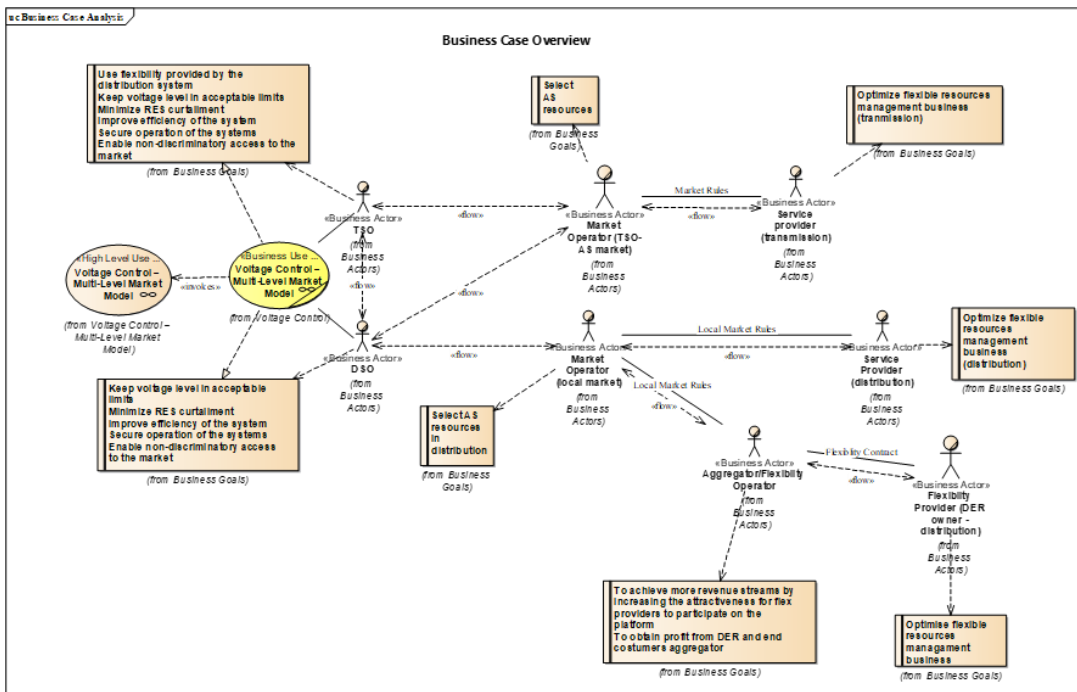 uc Business Case Analysis
Business Case Overview
Use flexibility provided by the
distribution system
Keep voltage level in acceptable limits
Minimize RES curtailment
Improve efficiency of the system
Secure operation of the systems
Enable non-discriminatory access to the
market
(from Business Goals)
Select
AS
resources
(from Business
Goals)
Optimize flexible resources
management business
(tranmission)
(from Business Goals)
«Business Actor»
TSO
(from
Business
Actors)
«flow»
«Business Actor»
Market
Operator (TSO-
AS market)
(from
Business
Actors)
Market Rules
«flow»
«Business Actor»
Service
provider
(transmission)
(from
Business
Actors)
«High Level Use ...
Voltage Control –
Multi-Level Market
Model
(from Voltage Control –
Multi-Level Market
Model)
«invokes»
«Business Use ...
Voltage Control –
Multi-Level Market
Model
(from Voltage Control)
«flow»
«flow»
«Business Actor»
DSO
(from
Business
Actors)
«flow»
«Business Actor»
Market
Operator
(local market)
(from
Business
Actors)
Local Market Rules
«flow»
«Business Actor»
Service
Provider
(distribution)
(from
Business
Actors)
Optimize flexible
resources
management
business
(distribution)
(from Business Goals)
Keep voltage level in acceptable
limits
Minimize RES curtailment
Improve efficiency of the system
Secure operation of the systems
Enable non-discriminatory access
to the market
(from Business Goals)
Select AS
resources
in
distribution
(from Business
Goals)
Local Market Rules
«flow»
«Business Actor»
Aggregator/Flexiblity
Operator
(from
Business
Actors)
Flexiblity Contract
«flow»
«Business Actor»
Flexiblity
Provider (DER
owner -
distribution)
(from
Business
Actors)
To achieve more revenue streams by
increasing the attractiveness for flex
providers to participate on the
platform
To obtain profit from DER and end
costumers aggregator
(from Business Goals)
Optimise flexible
resources
managament
business
(from Business Goals)